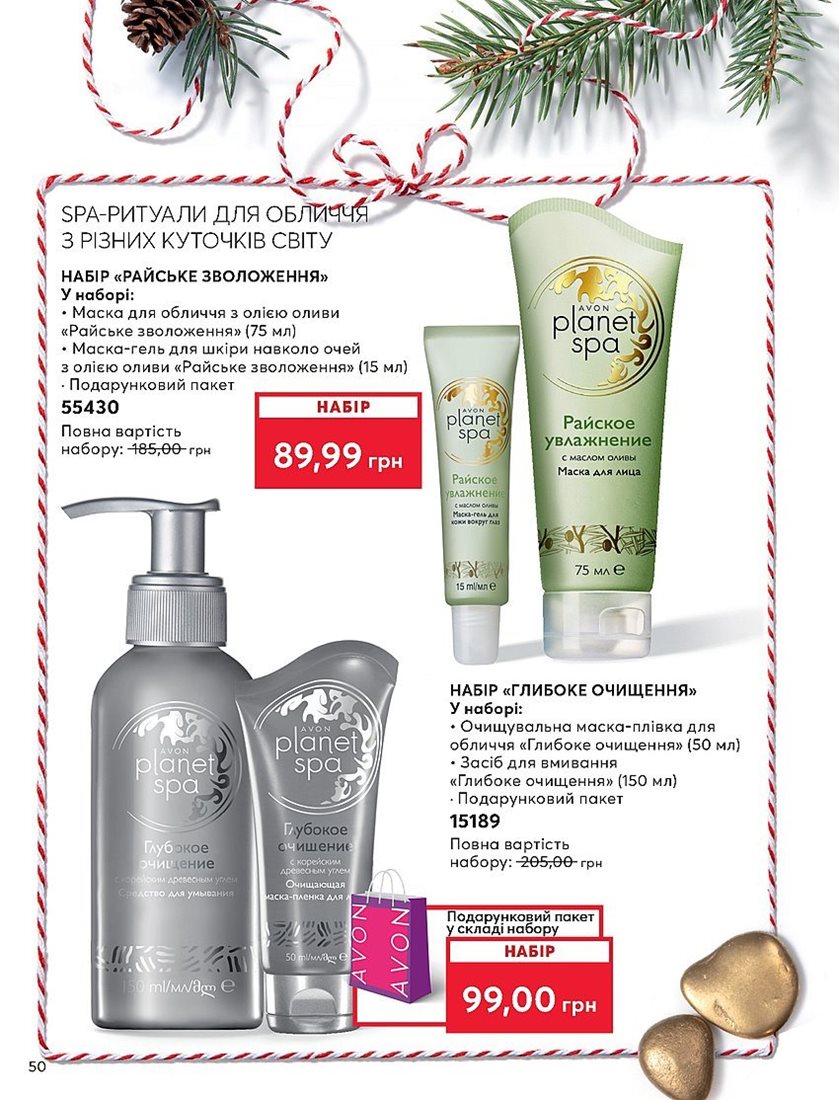 SPA-РИТУАЛИ ДЛЯ ОБЛИЧЧЯ
З РІЗНИХ КУТОЧКІВ СВІТУ
НАБІР «РАЙСЬКЕ ЗВОЛОЖЕННЯ»
У наборі:
• Маска для обличчя з олією оливи
«Райське зволоження» (75 мл)
• Маска-гель для шкіри навколо очей
з олією оливи «Райське зволоження» (15 мл)
· Подарунковий пакет
55430
Повна вартість
набору: 185,00 грн
НАБІР
89,99 грн
AVON
planet
spa
Райское
увлажнение
с маслом оливы
Маска-гель для
кожи вокруг глаз
15 ml/мл e
AVON
planet
spa
Райское
увлажнение
с маслом оливы
Маска для лица
75 мл e
AVON
planet
spa
Глубокое
очищение
с корейским древесным углем
Средство для умывания
150 ml/мл/მლ e
AVON
planet
spa
Глубокое
очищение
с корейским
древесным углем
Очищающая
маска-пленка для
50 ml/мл/მლ e
НАБІР «ГЛИБОКЕ ОЧИЩЕННЯ»
У наборі:
• Очищувальна маска-плівка для
обличчя «Глибоке очищення» (50 мл)
• Засіб для вмивання
«Глибоке очищення» (150 мл)
· Подарунковий пакет
15189
Повна вартість
набору: 205,00 грн
AVON
AVON
Подарунковий пакет
у складі набору
НАБІР
99,00 грн
50